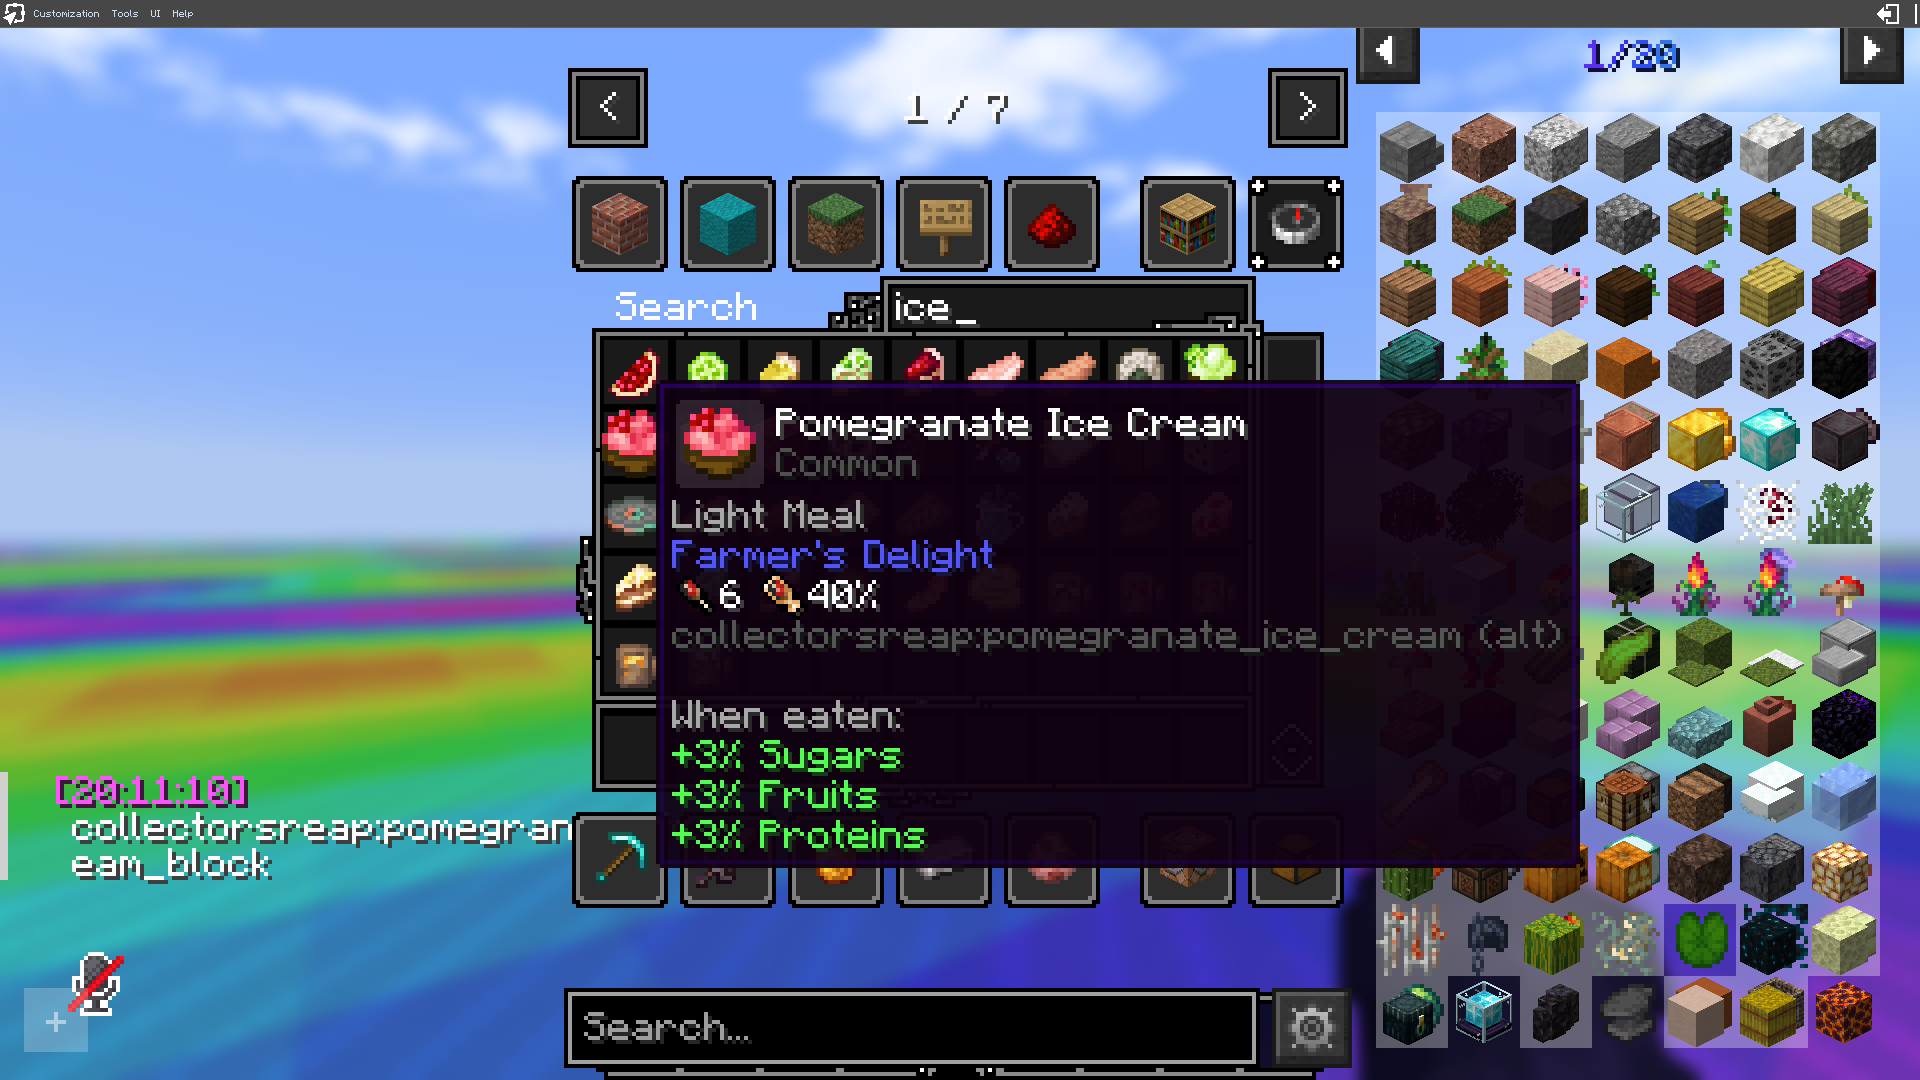 Customization Tools UI Help
1/20
1 / 7
Search
ice_
Pomegranate Ice Cream
Common
Light Meal
Farmer's Delight
6 40%
collectorsreap:pomegranate_ice_cream (alt)
When eaten:
+3% Sugars
+3% Fruits
+3% Proteins
[20:11:10]
collectorsreap:pomegran
eam_block
Search...